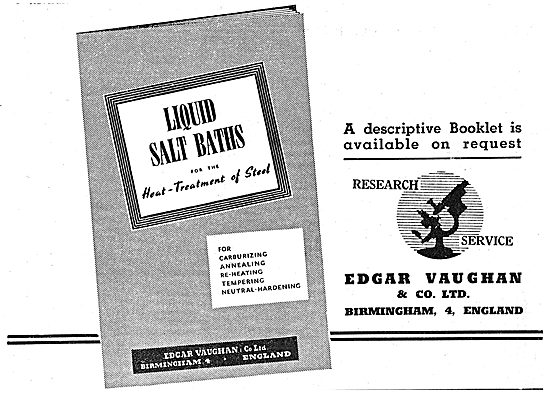 LIQUID
SALT BATHS
FOR THE
Heat-Treatment of Steel
FOR
CARBURIZING
ANNEALING
RE-HEATING
TEMPERING
NEUTRAL-HARDENING
EDGAR VAUGHAN & Co Ltd.
BIRMINGHAM 4 ENGLAND
A descriptive Booklet is
available on request
RESEARCH
SERVICE
EDGAR VAUGHAN
& CO. LTD.
BIRMINGHAM, 4, ENGLAND